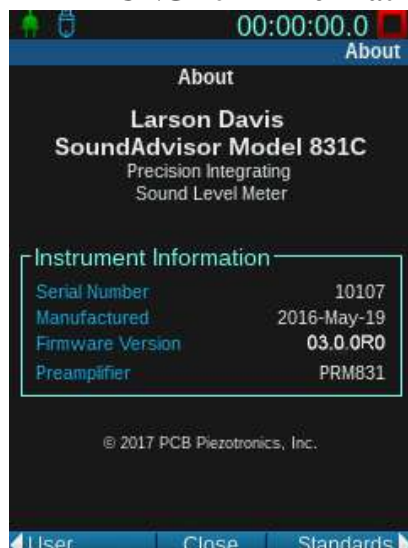 00:00:00.0
About
About
Larson Davis
SoundAdvisor Model 831C
Precision Integrating
Sound Level Meter
Instrument Information
Serial Number 10107
Manufactured 2016-May-19
Firmware Version 03.0.0R0
Preamplifier PRM831
© 2017 PCB Piezotronics, Inc.
User Close Standards